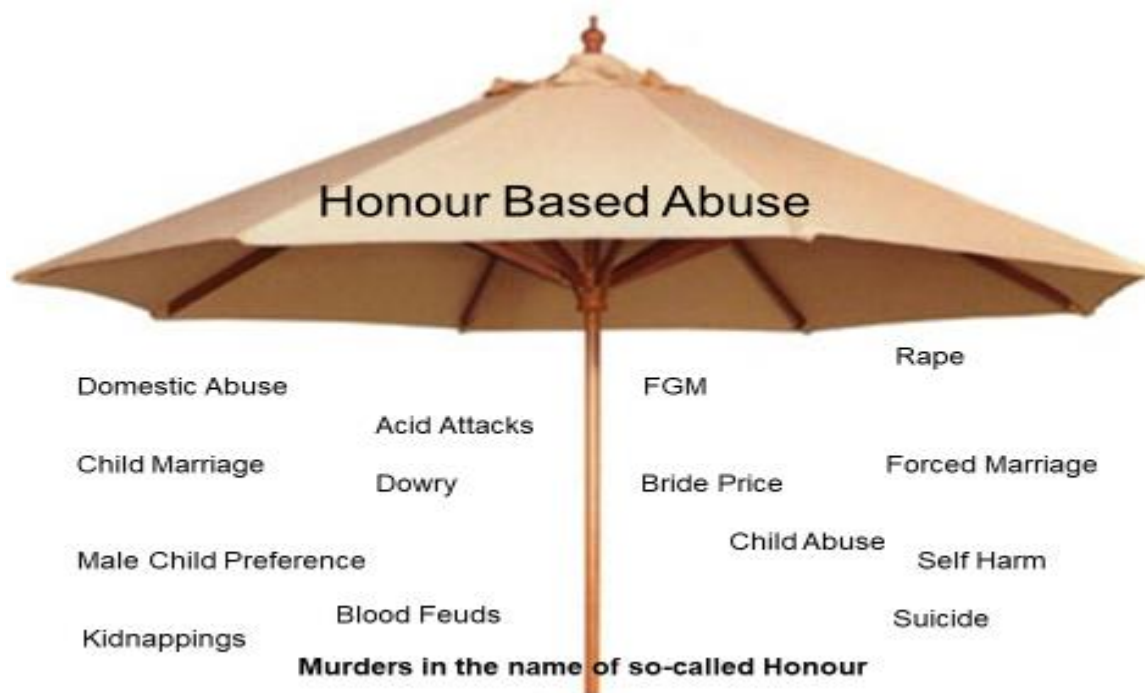 Honour Based Abuse
Rape
Domestic Abuse
FGM
Acid Attacks
Child Marriage
Forced Marriage
Dowry
Bride Price
Child Abuse
Male Child Preference
Self Harm
Blood Feuds
Suicide
Kidnappings
Murders in the name of so-called Honour